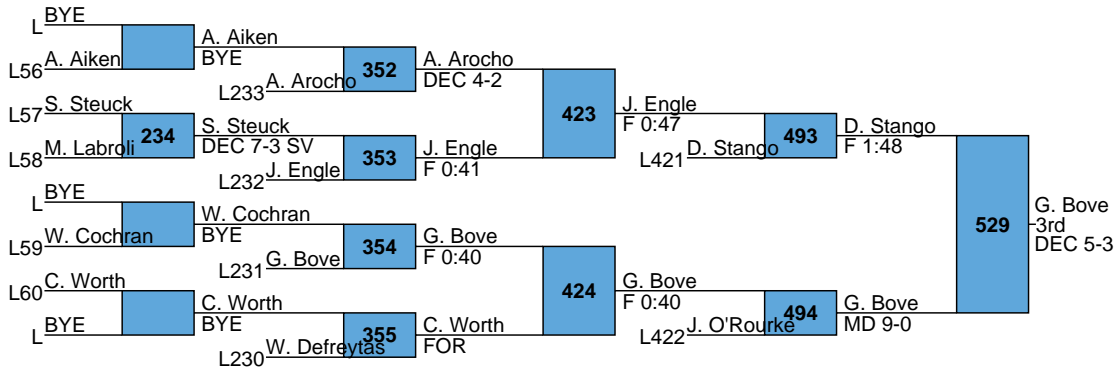 L BYE
L56 A. Aiken
A. Aiken
BYE
L233 A. Arocho
352
A. Arocho
DEC 4-2
L57 S. Steuck
L58 M. Labroli
234
S. Steuck
DEC 7-3 SV
L232 J. Engle
353
J. Engle
F 0:41
423
J. Engle
F 0:47
L421 D. Stango
493
D. Stango
F 1:48
L BYE
L59 W. Cochran
W. Cochran
BYE
L231 G. Bove
354
G. Bove
F 0:40
L60 C. Worth
L BYE
C. Worth
BYE
L230 W. Defreytas
355
C. Worth
FOR
424
G. Bove
F 0:40
L422 J. O'Rourke
494
G. Bove
MD 9-0
529
G. Bove
3rd
DEC 5-3